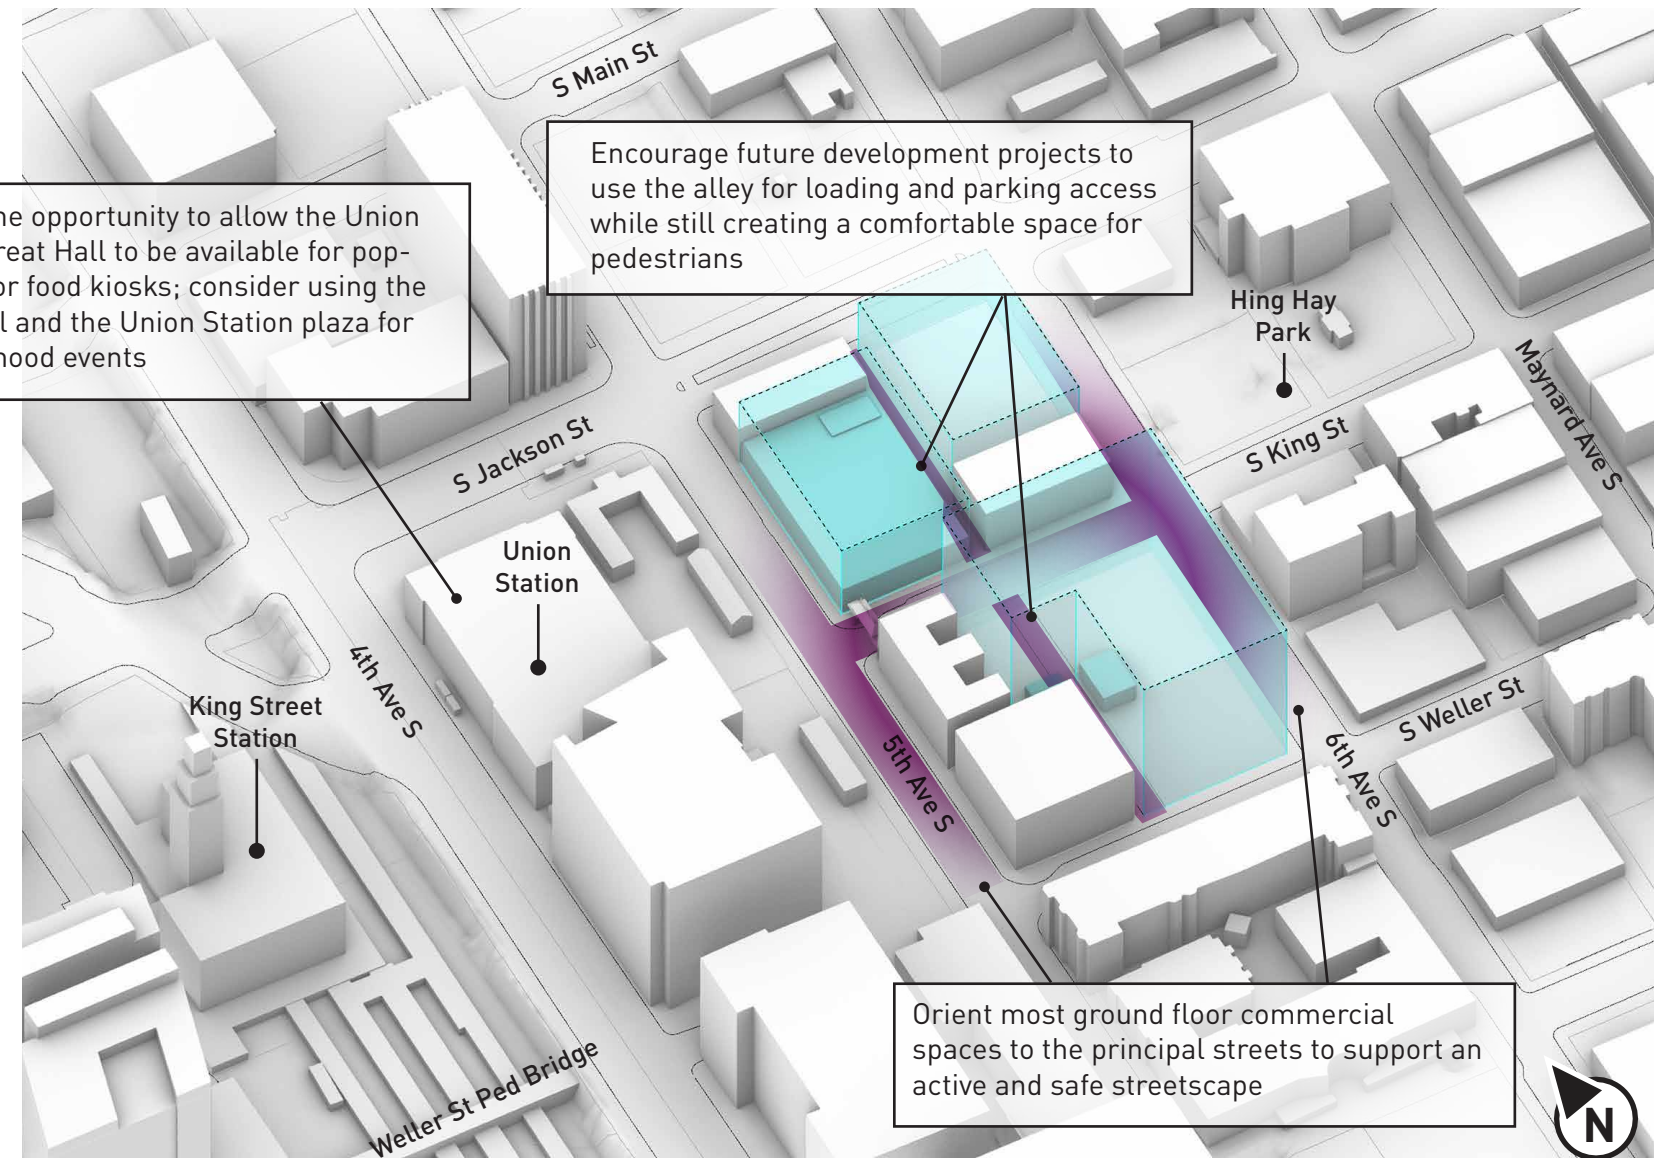 S Main St
Encourage future development projects to
use the alley for loading and parking access
while still creating a comfortable space for
pedestrians
opportunity to allow the Union
Hall to be available for pop-
or food kiosks; consider using the
and the Union Station plaza for
events
Hing Hay
Park
Maynard Ave S
S King St
S Jackson St
Union
Station
4th Ave S
King Street
Station
S Weller St
5th Ave S
6th Ave S
Orient most ground floor commercial
spaces to the principal streets to support an
active and safe streetscape
Weller St Ped Bridge
N